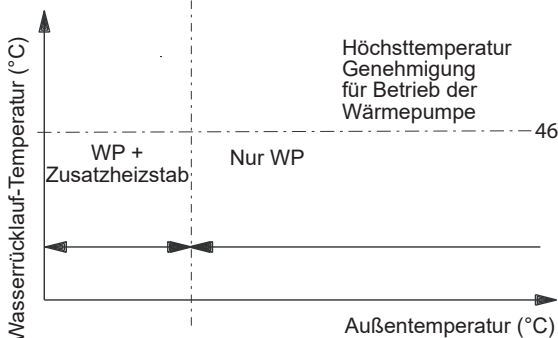 Wasserrücklauf-Temperatur (°C)
Höchsttemperatur
Genehmigung
für Betrieb der
Wärmepumpe
46
WP +
Zusatzheizstab
Nur WP
Außentemperatur (°C)